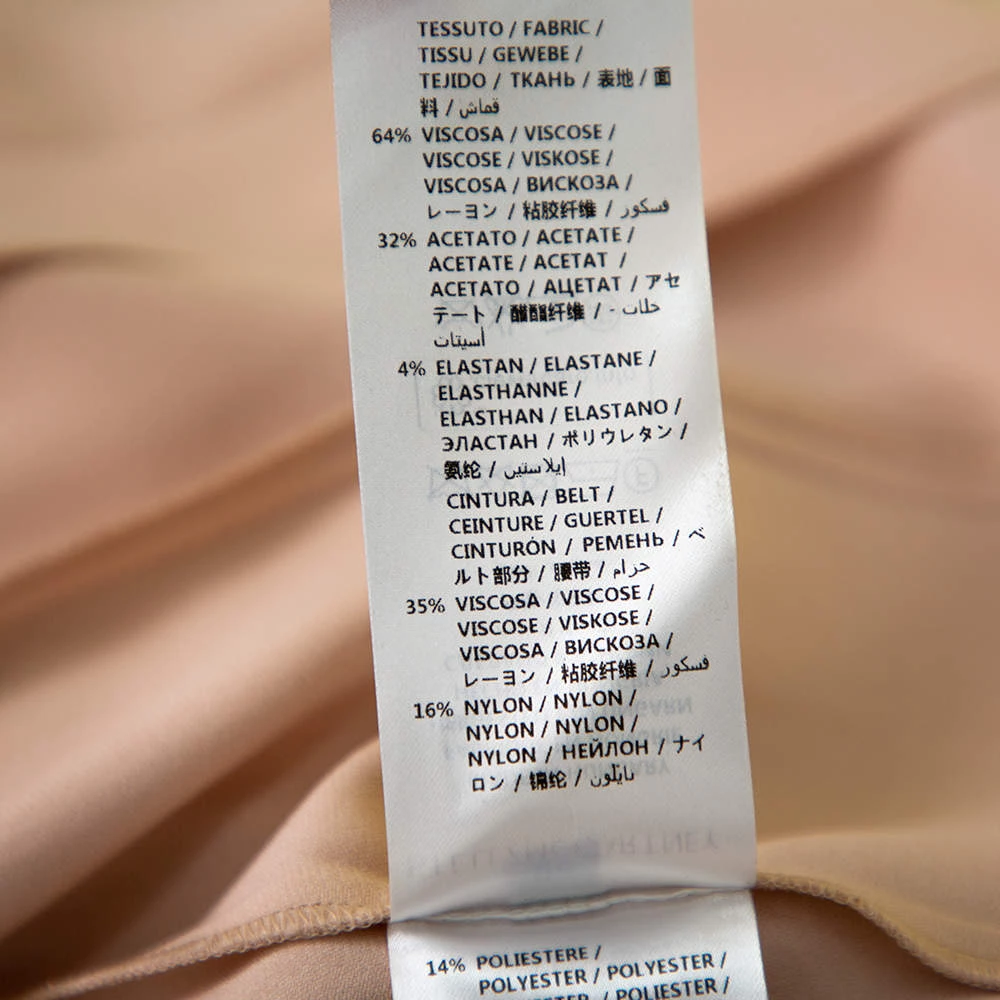 TESSUTO / FABRIC /
TISSU / GEWEBE /
TEJIDO / ТКАНЬ / 表地 / 面
料 / قماش
64% VISCOSA / VISCOSE /
VISCOSE / VISKOSE /
VISCOSA / ВИСКОЗА /
レーヨン / 粘胶纤维 / فسكور
32% ACETATO / ACETATE /
ACETATE / ACETAT /
ACETATO / АЦЕТАТ / アセ
テート / 醋酯纤维 / - خلات
أسيتات
4% ELASTAN / ELASTANE /
ELASTHANNE /
ELASTHAN / ELASTANO /
ЭЛАСТАН / ポリウレタン /
氨纶 / إيلاستين
CINTURA / BELT /
CEINTURE / GUERTEL /
CINTURÓN / РЕМЕНЬ / ベ
ルト部分 / 腰带 / حزام
35% VISCOSA / VISCOSE /
VISCOSE / VISKOSE /
VISCOSA / ВИСКОЗА /
レーヨン / 粘胶纤维 / فسكور
16% NYLON / NYLON /
NYLON / NYLON /
NYLON / НЕЙЛОН / ナイ
ロン / 锦纶 / نايلون
14% POLIESTERE /
POLYESTER / POLYESTER /
POLYESTER / POLIESTER /